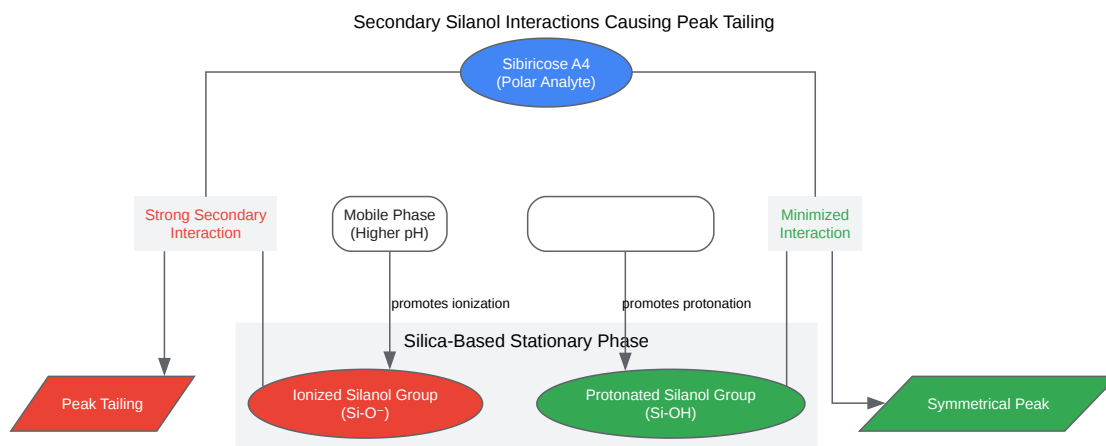 Secondary Silanol Interactions Causing Peak Tailing
Sibiricose A4
(Polar Analyte)
Strong Secondary
Interaction
Mobile Phase
(Higher pH)
Minimized
Interaction
promotes ionization
promotes protonation
Silica-Based Stationary Phase
Peak Tailing
Ionized Silanol Group
(Si-O⁻)
Protonated Silanol Group
(Si-OH)
Symmetrical Peak